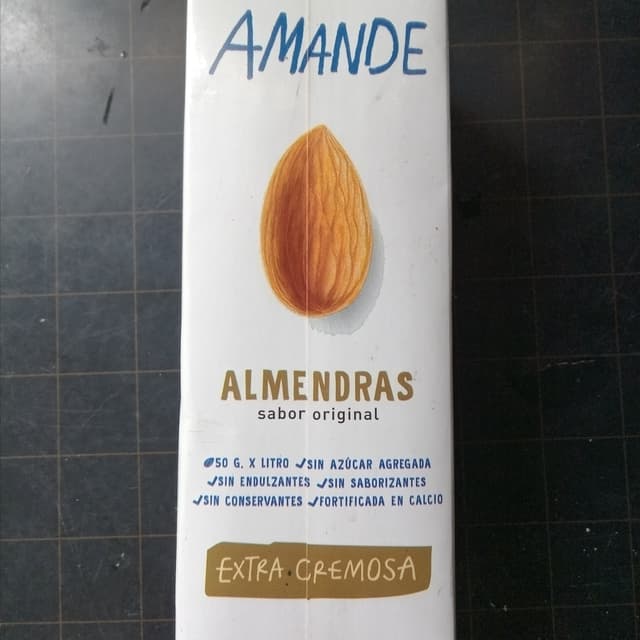 AMANDE
ALMENDRAS
sabor original
50 G. X LITRO ✓SIN AZÚCAR AGREGADA
✓SIN ENDULZANTES ✓SIN SABORIZANTES
✓SIN CONSERVANTES ✓FORTIFICADA EN CALCIO
EXTRA CREMOSA